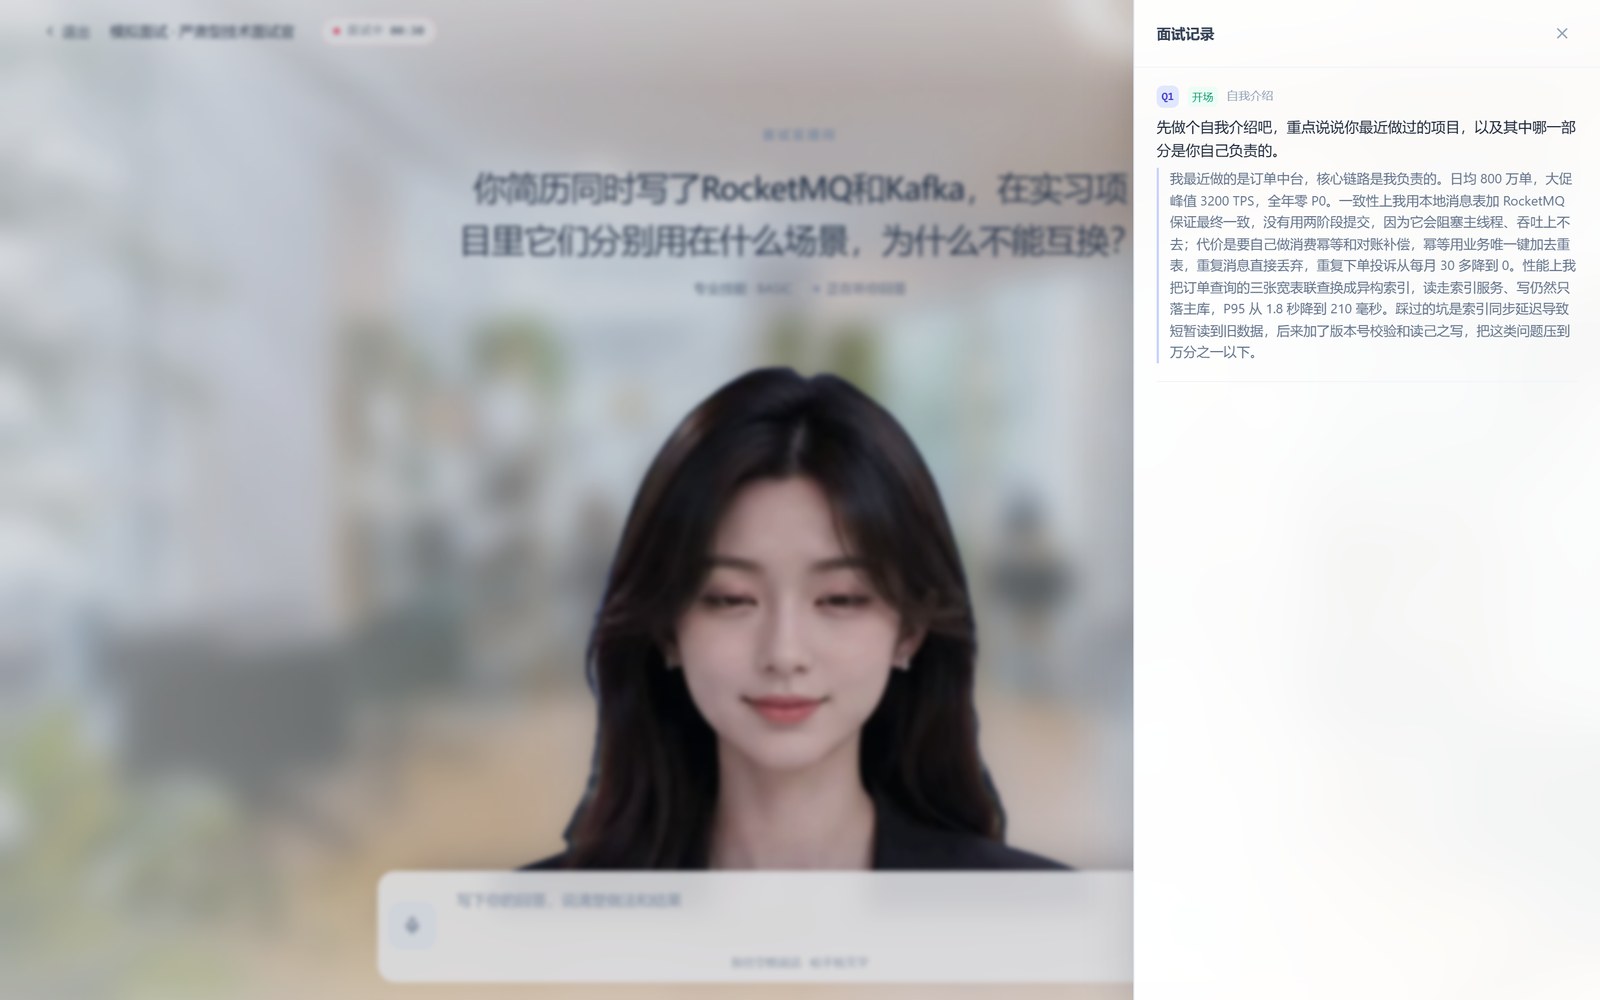 退出 模拟面试 · 严肃型技术面试官
你简历同时写了RocketMQ和Kafka，在实习项
目里它们分别用在什么场景，为什么不能互换？
面试记录
Q1 开场 自我介绍
先做个自我介绍吧，重点说说你最近做过的项目，以及其中哪一部
分是你自己负责的。
我最近做的是订单中台，核心链路是我负责的。日均 800 万单，大促
峰值 3200 TPS，全年零 P0。一致性上我用本地消息表加 RocketMQ
保证最终一致，没有用两阶段提交，因为它会阻塞主线程、吞吐上不
去；代价是要自己做消费幂等和对账补偿，幂等用业务唯一键加去重
表，重复消息直接丢弃，重复下单投诉从每月 30 多降到 0。性能上我
把订单查询的三张宽表联查换成异构索引，读走索引服务、写仍然只
落主库，P95 从 1.8 秒降到 210 毫秒。踩过的坑是索引同步延迟导致
短暂读到旧数据，后来加了版本号校验和读己之写，把这类问题压到
万分之一以下。